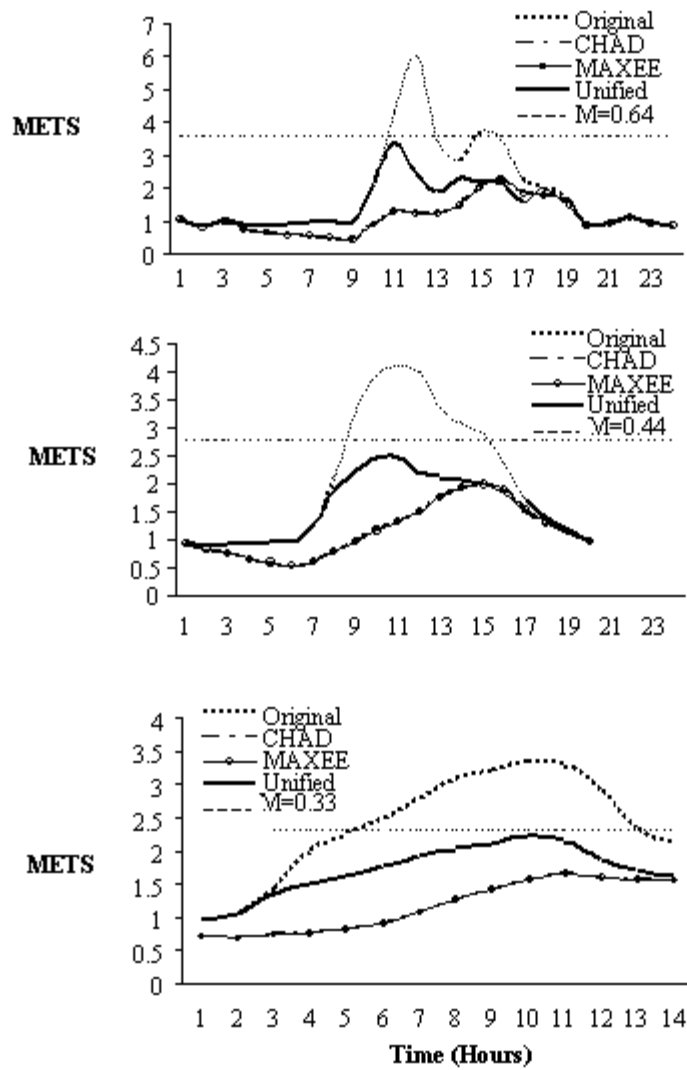 Original
CHAD
MAXEE
Unified
M=0.64
METS
7
6
5
4
3
2
1
0
1 3 5 7 9 11 13 15 17 19 21 23
Original
CHAD
MAXEE
Unified
M=0.44
METS
4.5
4
3.5
3
2.5
2
1.5
1
0.5
0
1 3 5 7 9 11 13 15 17 19 20 23
Original
CHAD
MAXEE
Unified
M=0.33
METS
4
3.5
3
2.5
2
1.5
1
0.5
0
1 2 3 4 5 6 7 8 9 10 11 12 13 14
Time (Hours)